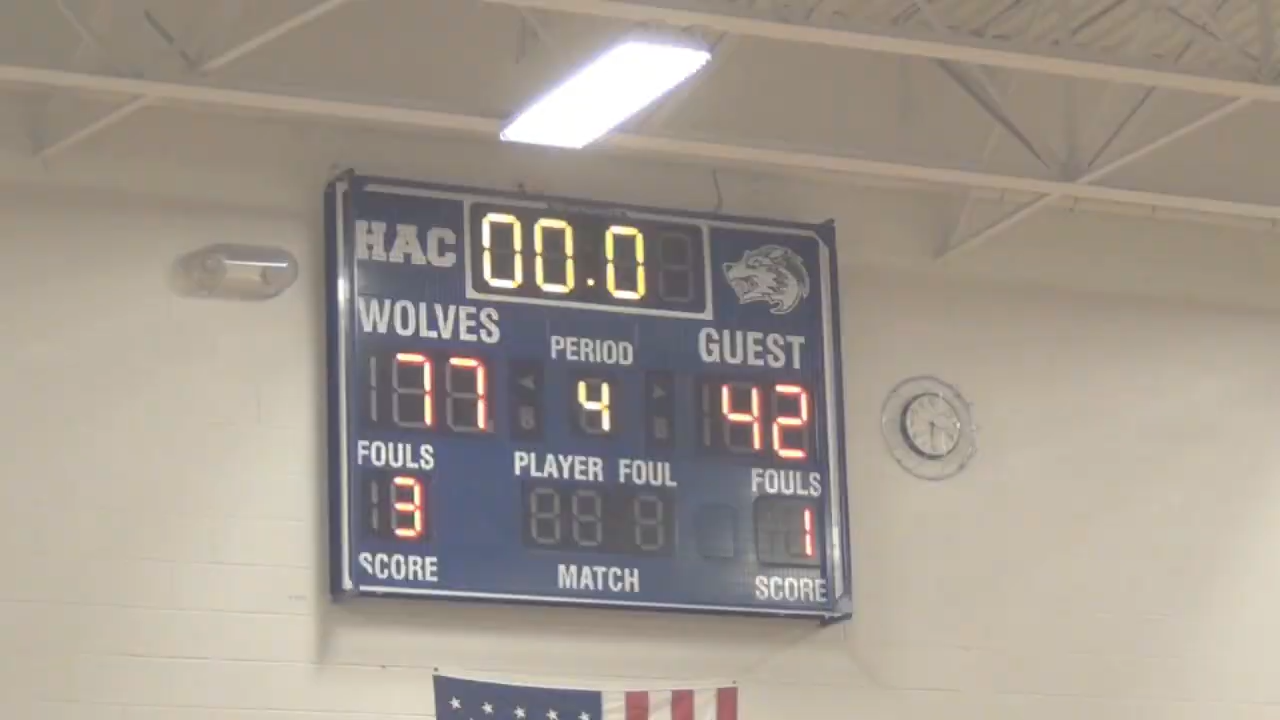 HAC
00.0
WOLVES
PERIOD
GUEST
77
4
42
FOULS
PLAYER FOUL
FOULS
3
1
SCORE
MATCH
SCORE